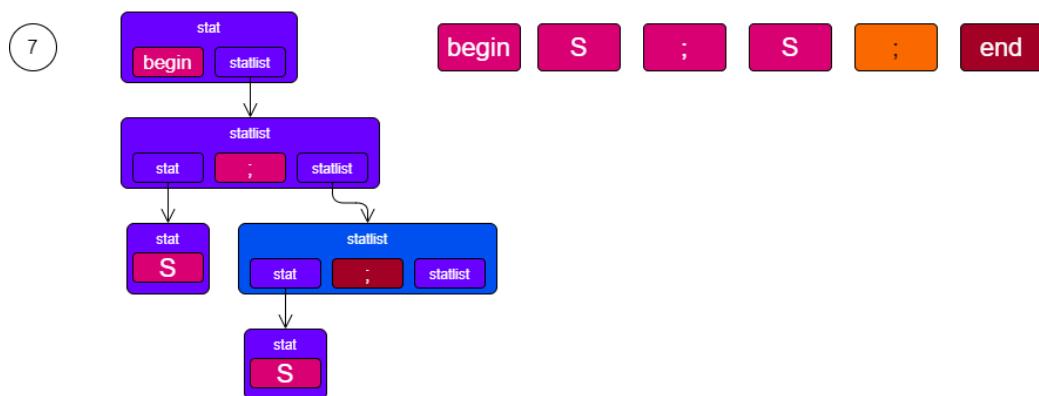 7
stat
begin statlist
begin S ; S ; end
statlist
stat ; statlist
stat
S
statlist
stat ; statlist
stat
S